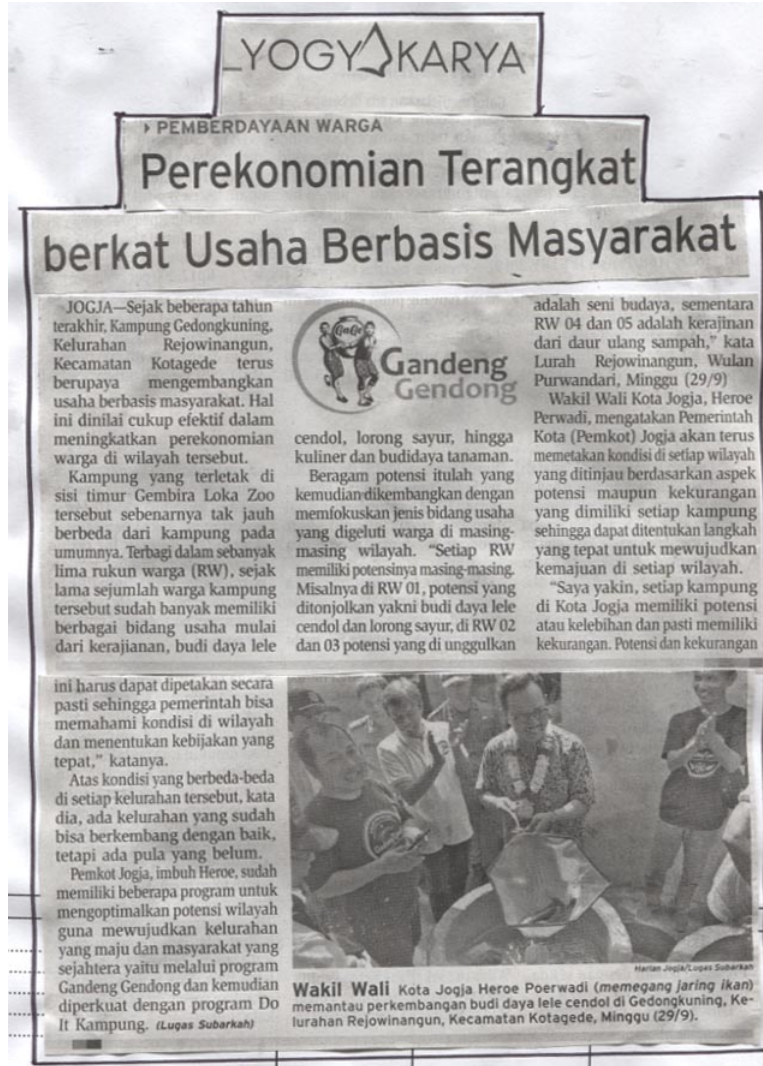 _YOGYAKARYA
› PEMBERDAYAAN WARGA
Perekonomian Terangkat
berkat Usaha Berbasis Masyarakat
JOGJA—Sejak beberapa tahun
terakhir, Kampung Gedongkuning,
Kelurahan Rejowinangun,
Kecamatan Kotagede terus
berupaya mengembangkan
usaha berbasis masyarakat. Hal
ini dinilai cukup efektif dalam
meningkatkan perekonomian
warga di wilayah tersebut.
Kampung yang terletak di
sisi timur Gembira Loka Zoo
tersebut sebenarnya tak jauh
berbeda dari kampung pada
umumnya. Terbagi dalam sebanyak
lima rukun warga (RW), sejak
lama sejumlah warga kampung
tersebut sudah banyak memiliki
berbagai bidang usaha mulai
dari kerajianan, budi daya lele
GaGe
Gandeng
Gendong
cendol, lorong sayur, hingga
kuliner dan budidaya tanaman.
Beragam potensi itulah yang
kemudian dikembangkan dengan
memfokuskan jenis bidang usaha
yang digeluti warga di masing-
masing wilayah. “Setiap RW
memiliki potensinya masing-masing.
Misalnya di RW 01, potensi yang
ditonjolkan yakni budi daya lele
cendol dan lorong sayur, di RW 02
dan 03 potensi yang di unggulkan
adalah seni budaya, sementara
RW 04 dan 05 adalah kerajinan
dari daur ulang sampah,” kata
Lurah Rejowinangun, Wulan
Purwandari, Minggu (29/9)
Wakil Wali Kota Jogja, Heroe
Perwadi, mengatakan Pemerintah
Kota (Pemkot) Jogja akan terus
memetakan kondisi di setiap wilayah
yang ditinjau berdasarkan aspek
potensi maupun kekurangan
yang dimiliki setiap kampung
sehingga dapat ditentukan langkah
yang tepat untuk mewujudkan
kemajuan di setiap wilayah.
“Saya yakin, setiap kampung
di Kota Jogja memiliki potensi
atau kelebihan dan pasti memiliki
kekurangan. Potensi dan kekurangan
ini harus dapat dipetakan secara
pasti sehingga pemerintah bisa
memahami kondisi di wilayah
dan menentukan kebijakan yang
tepat,” katanya.
Atas kondisi yang berbeda-beda
di setiap kelurahan tersebut, kata
dia, ada kelurahan yang sudah
bisa berkembang dengan baik,
tetapi ada pula yang belum.
Pemkot Jogja, imbuh Heroe, sudah
memiliki beberapa program untuk
mengoptimalkan potensi wilayah
guna mewujudkan kelurahan
yang maju dan masyarakat yang
sejahtera yaitu melalui program
Gandeng Gendong dan kemudian
diperkuat dengan program Do
It Kampung. (Lugas Subarkah)
Harian Jogja/Lugas Subarkah
Wakil Wali Kota Jogja Heroe Poerwadi (memegang jaring ikan)
memantau perkembangan budi daya lele cendol di Gedongkuning, Ke-
lurahan Rejowinangun, Kecamatan Kotagede, Minggu (29/9).